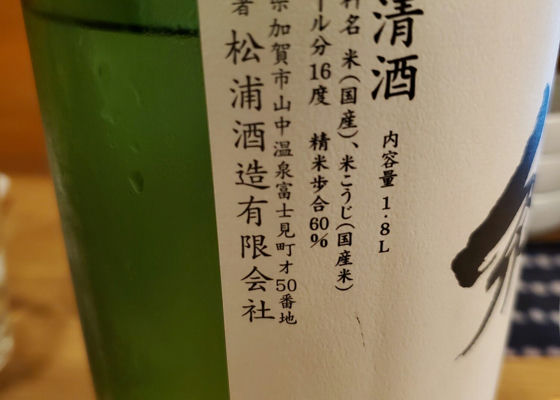 清酒
内容量 1.8L
料名 米(国産)、米こうじ(国産米)
ール分16度 精米歩合60%
県加賀市山中温泉富士見町オ50番地
者 松浦酒造有限会社